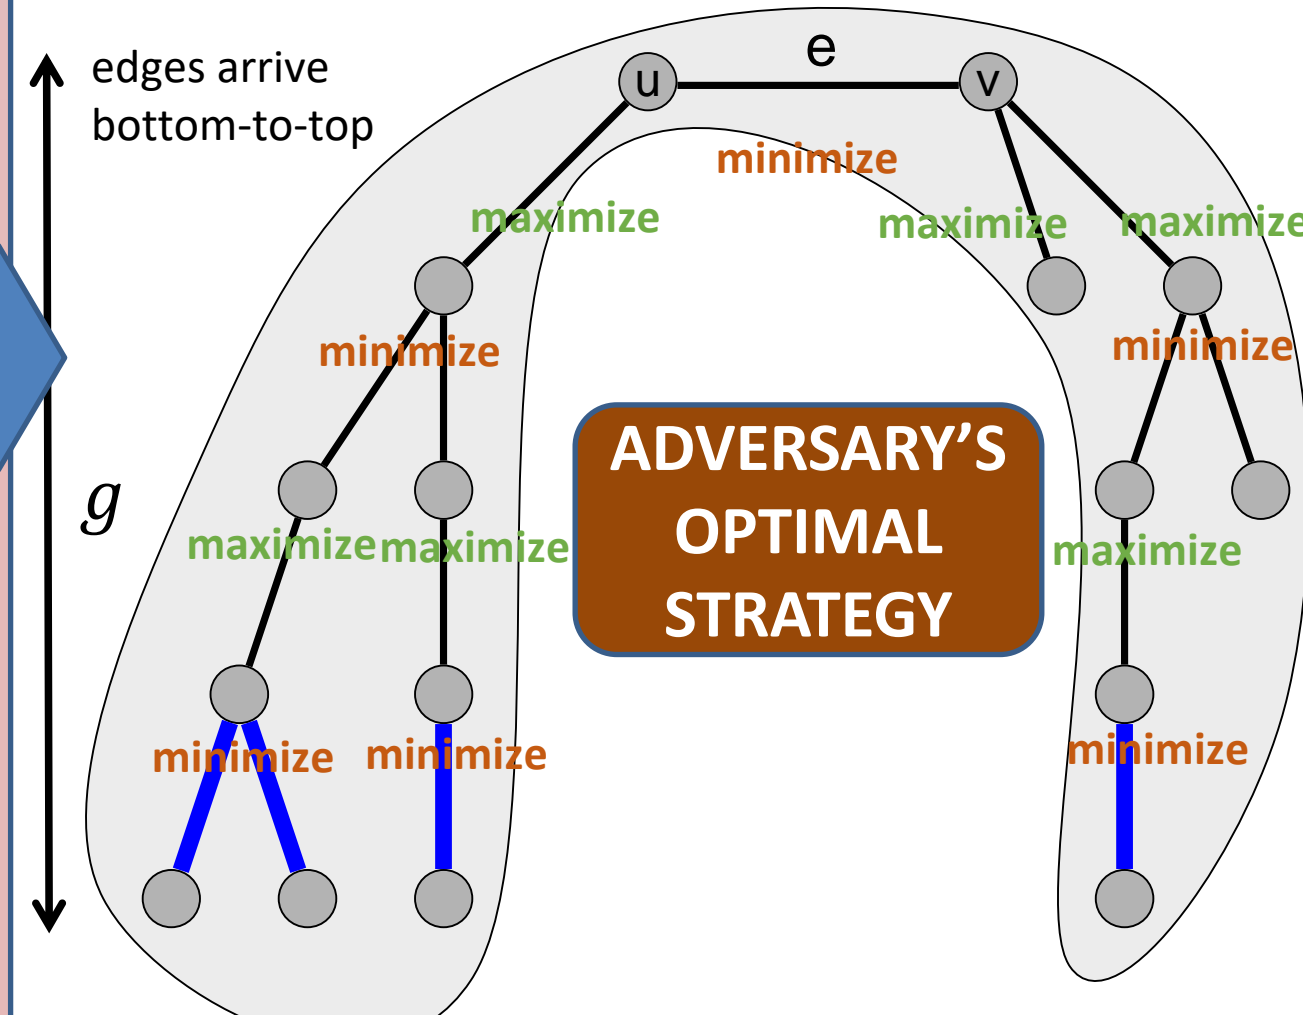 edges arrive
bottom-to-top
e
u
v
minimize
maximize
maximize
maximize
minimize
minimize
ADVERSARY'S
OPTIMAL
STRATEGY
g
maximize
maximize
maximize
minimize
minimize
minimize